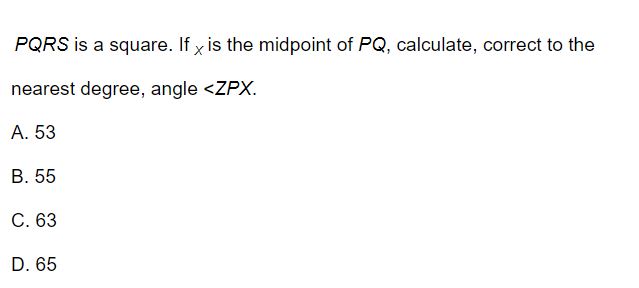 PQRS is a square. If x is the midpoint of PQ, calculate, correct to the
nearest degree, angle <ZPX.
A. 53
B. 55
C. 63
D. 65